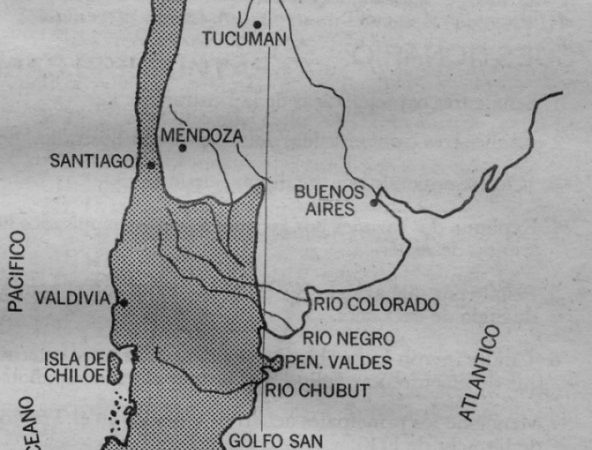 TUCUMAN
MENDOZA
SANTIAGO
BUENOS
AIRES
PACIFICO
VALDIVIA
RIO COLORADO
RIO NEGRO
ISLA DE
CHILOE
PEN. VALDES
RIO CHUBUT
ATLANTICO
CEANO
GOLFO SAN